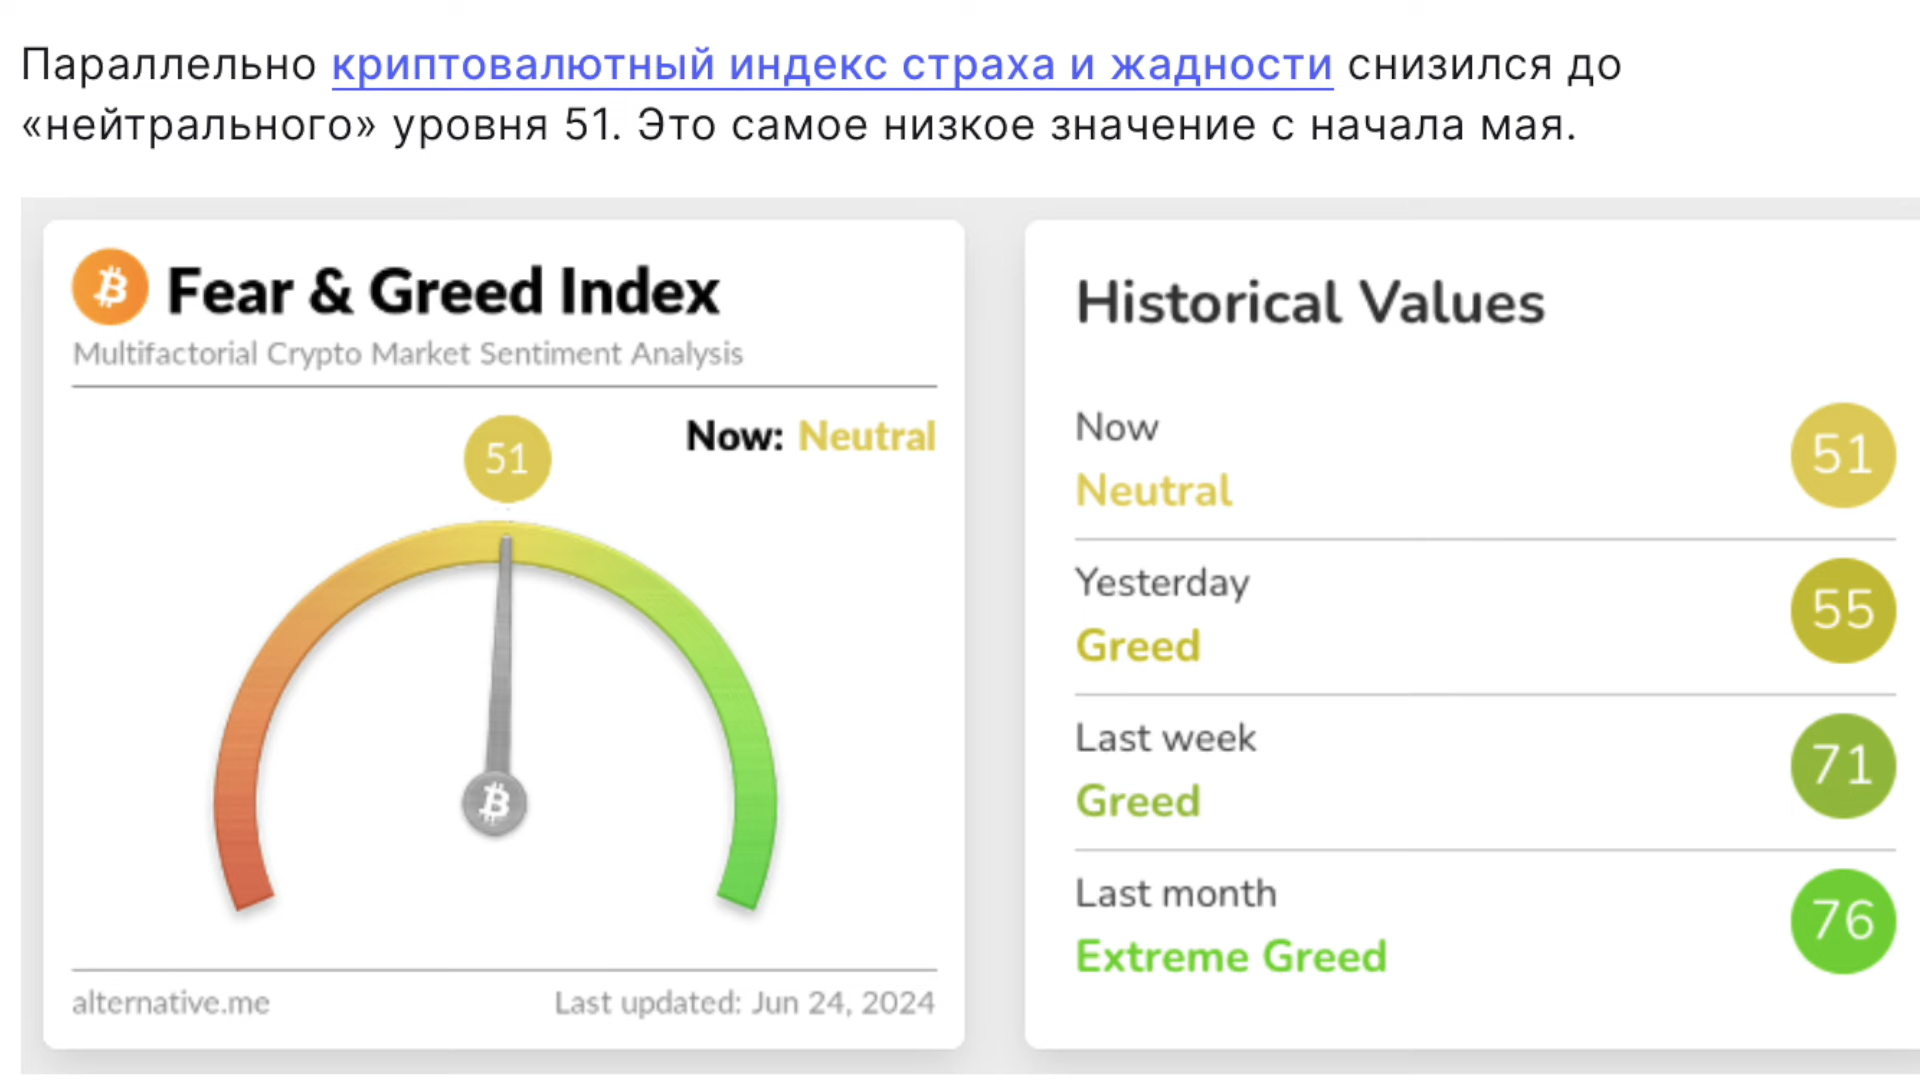 Параллельно криптовалютный индекс страха и жадности снизился до
«нейтрального» уровня 51. Это самое низкое значение с начала мая.
Fear & Greed Index
Multifactorial Crypto Market Sentiment Analysis
51
Now: Neutral
alternative.me
Last updated: Jun 24, 2024
Historical Values
Now
Neutral
51
Yesterday
Greed
55
Last week
Greed
71
Last month
Extreme Greed
76